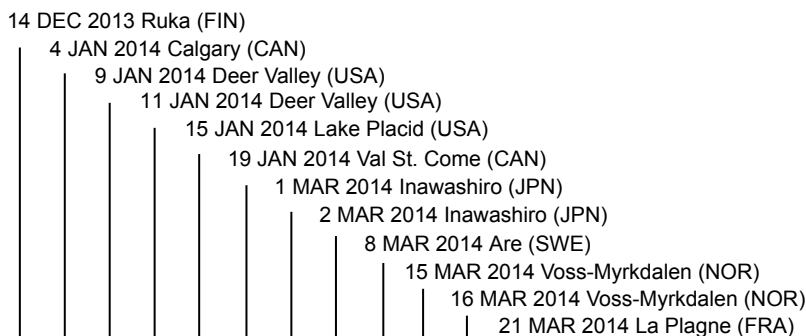 14 DEC 2013 Ruka (FIN)
4 JAN 2014 Calgary (CAN)
9 JAN 2014 Deer Valley (USA)
11 JAN 2014 Deer Valley (USA)
15 JAN 2014 Lake Placid (USA)
19 JAN 2014 Val St. Come (CAN)
1 MAR 2014 Inawashiro (JPN)
2 MAR 2014 Inawashiro (JPN)
8 MAR 2014 Are (SWE)
15 MAR 2014 Voss-Myrkdalen (NOR)
16 MAR 2014 Voss-Myrkdalen (NOR)
21 MAR 2014 La Plagne (FRA)